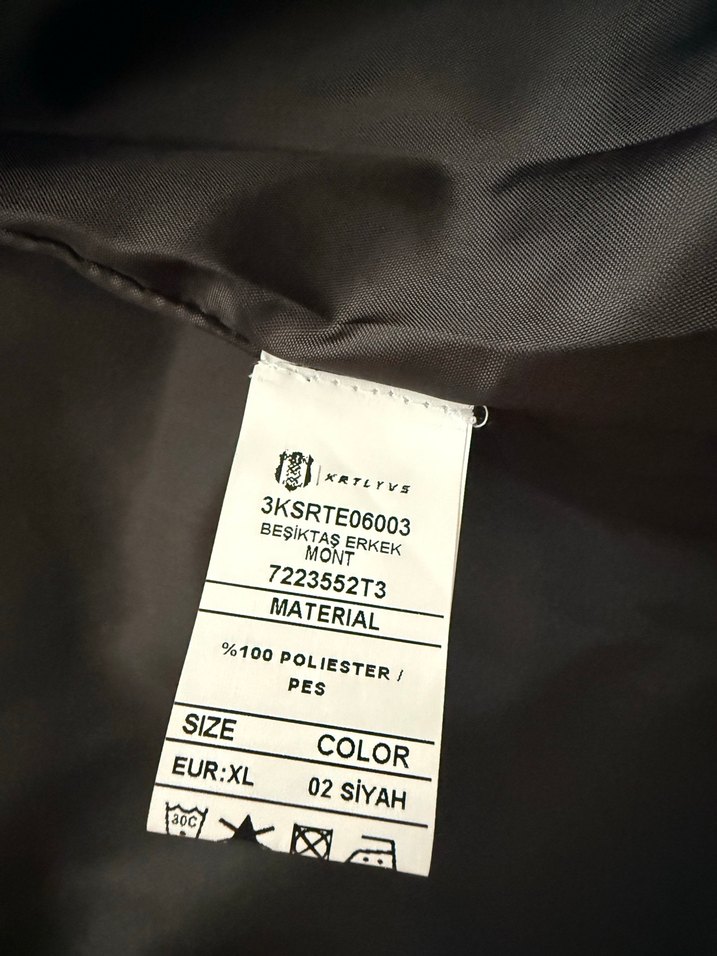 KRTLYVS
3KSRTE06003
BEŞİKTAŞ ERKEK
MONT
7223552T3
MATERIAL
%100 POLIESTER /
PES
SIZE COLOR
EUR:XL 02 SİYAH
30C